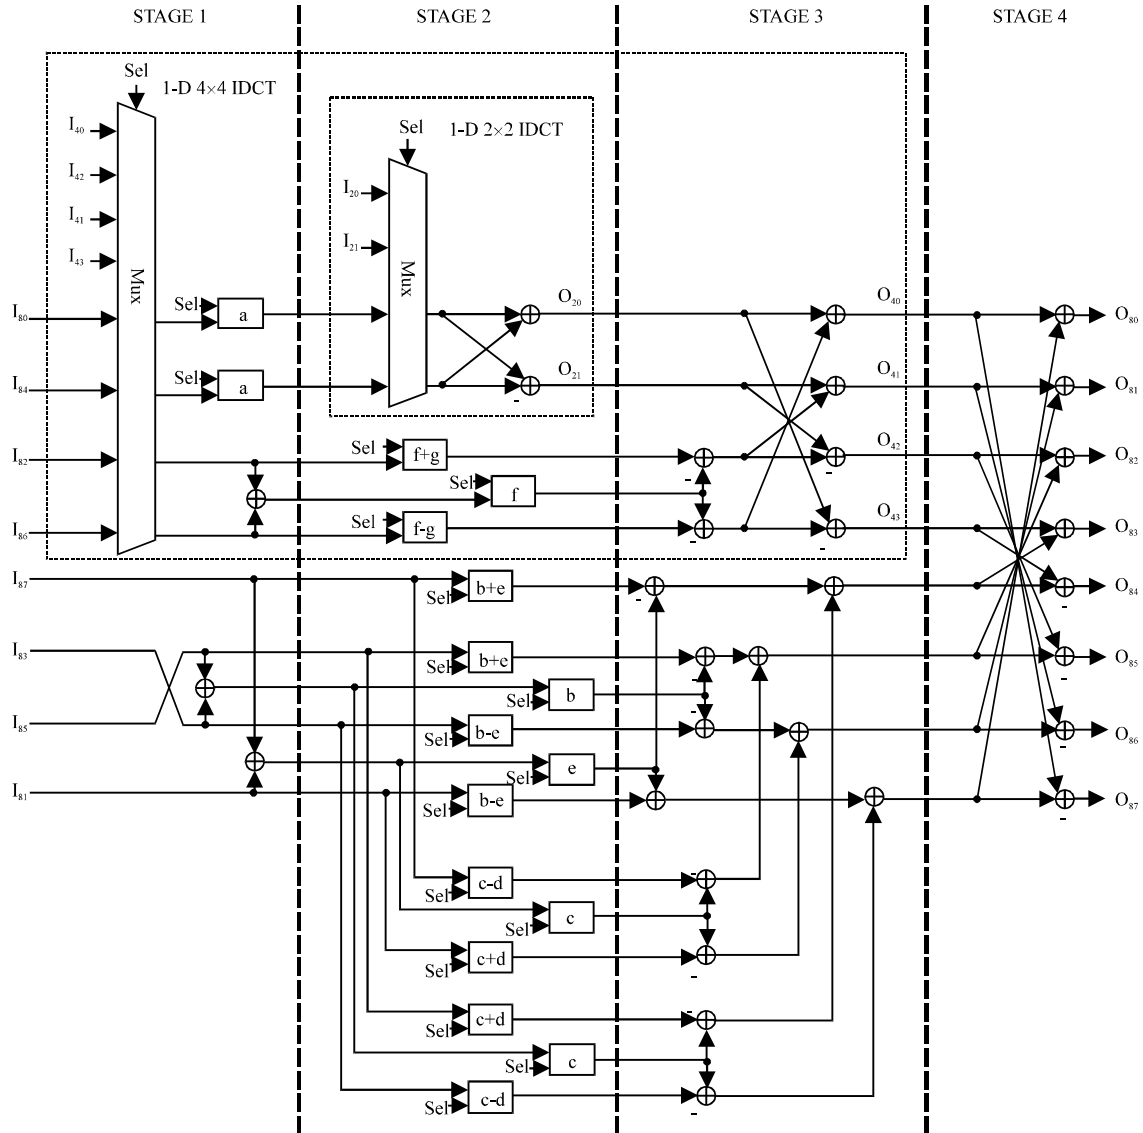 STAGE 1 STAGE 2 STAGE 3 STAGE 4
Sel
1-D 4×4 IDCT
Sel
1-D 2×2 IDCT
I40
I42
I41
I43
Mux
I20
I21
Mux
I80
Sel
a
O20
O40
O80
I84
Sel
a
O21
O41
O81
-
I82
Sel
f+g
-
O42
-
O82
Sel
f
I86
Sel
f-g
-
O43
-
O83
I87
Sel
b+e
-
O84
-
I83
Sel
b+e
-
O85
-
Sel
b
I85
Sel
b-e
-
O86
-
Sel
e
I81
Sel
b-e
-
O87
-
Sel
c-d
-
Sel
c
Sel
c+d
-
Sel
c+d
-
Sel
c
Sel
c-d
-